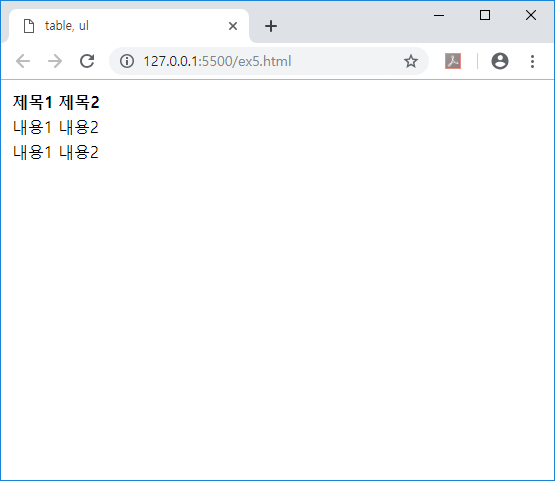 table, ul
127.0.0.1:5500/ex5.html
제목1 제목2
내용1 내용2
내용1 내용2